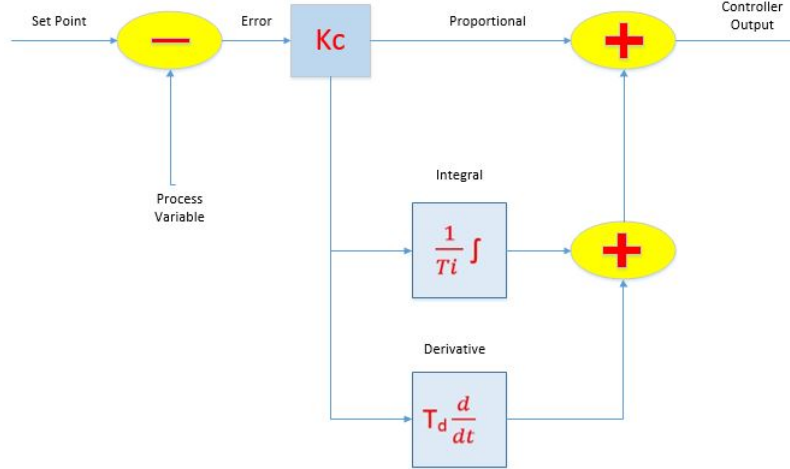 Set Point
−
Error
Kc
Proportional
+
Controller
Output
Process
Variable
Integral
1
Ti
∫
+
Derivative
Td
d
dt